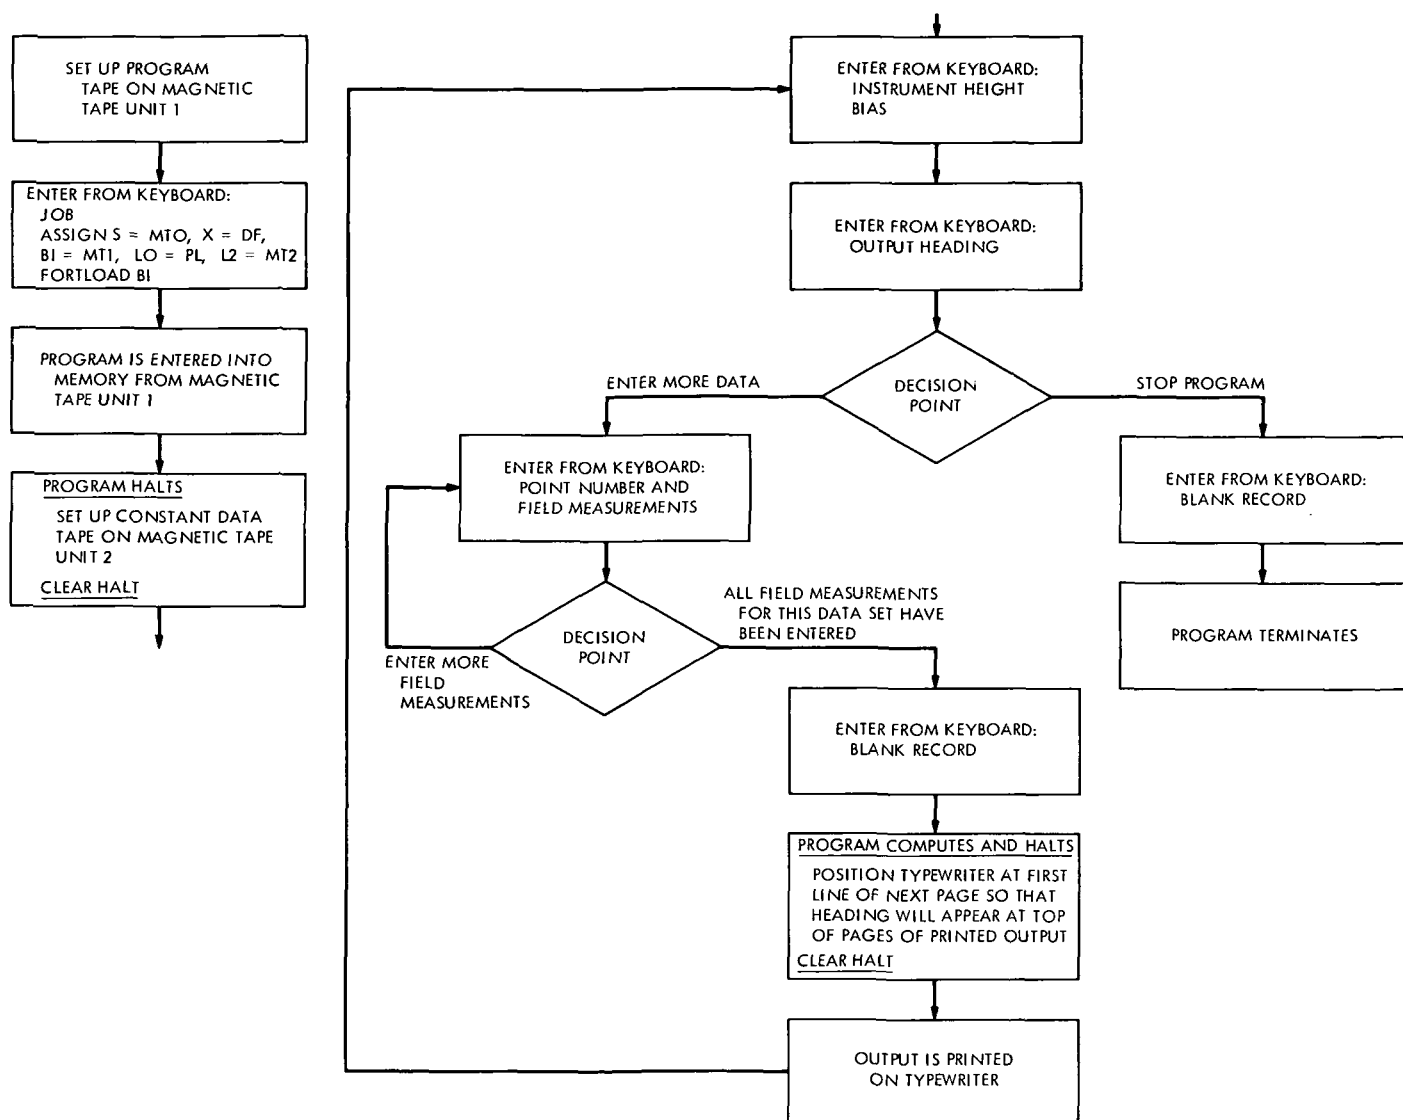 SET UP PROGRAM
TAPE ON MAGNETIC
TAPE UNIT 1
ENTER FROM KEYBOARD:
JOB
ASSIGN S = MTO, X = DF,
BI = MT1, LO = PL, L2 = MT2
FORTLOAD BI
PROGRAM IS ENTERED INTO
MEMORY FROM MAGNETIC
TAPE UNIT 1
PROGRAM HALTS
SET UP CONSTANT DATA
TAPE ON MAGNETIC TAPE
UNIT 2
CLEAR HALT
ENTER FROM KEYBOARD:
INSTRUMENT HEIGHT
BIAS
ENTER FROM KEYBOARD:
OUTPUT HEADING
DECISION
POINT
ENTER MORE DATA
STOP PROGRAM
ENTER FROM KEYBOARD:
POINT NUMBER AND
FIELD MEASUREMENTS
DECISION
POINT
ENTER MORE
FIELD
MEASUREMENTS
ALL FIELD MEASUREMENTS
FOR THIS DATA SET HAVE
BEEN ENTERED
ENTER FROM KEYBOARD:
BLANK RECORD
PROGRAM COMPUTES AND HALTS
POSITION TYPEWRITER AT FIRST
LINE OF NEXT PAGE SO THAT
HEADING WILL APPEAR AT TOP
OF PAGES OF PRINTED OUTPUT
CLEAR HALT
OUTPUT IS PRINTED
ON TYPEWRITER
ENTER FROM KEYBOARD:
BLANK RECORD
PROGRAM TERMINATES